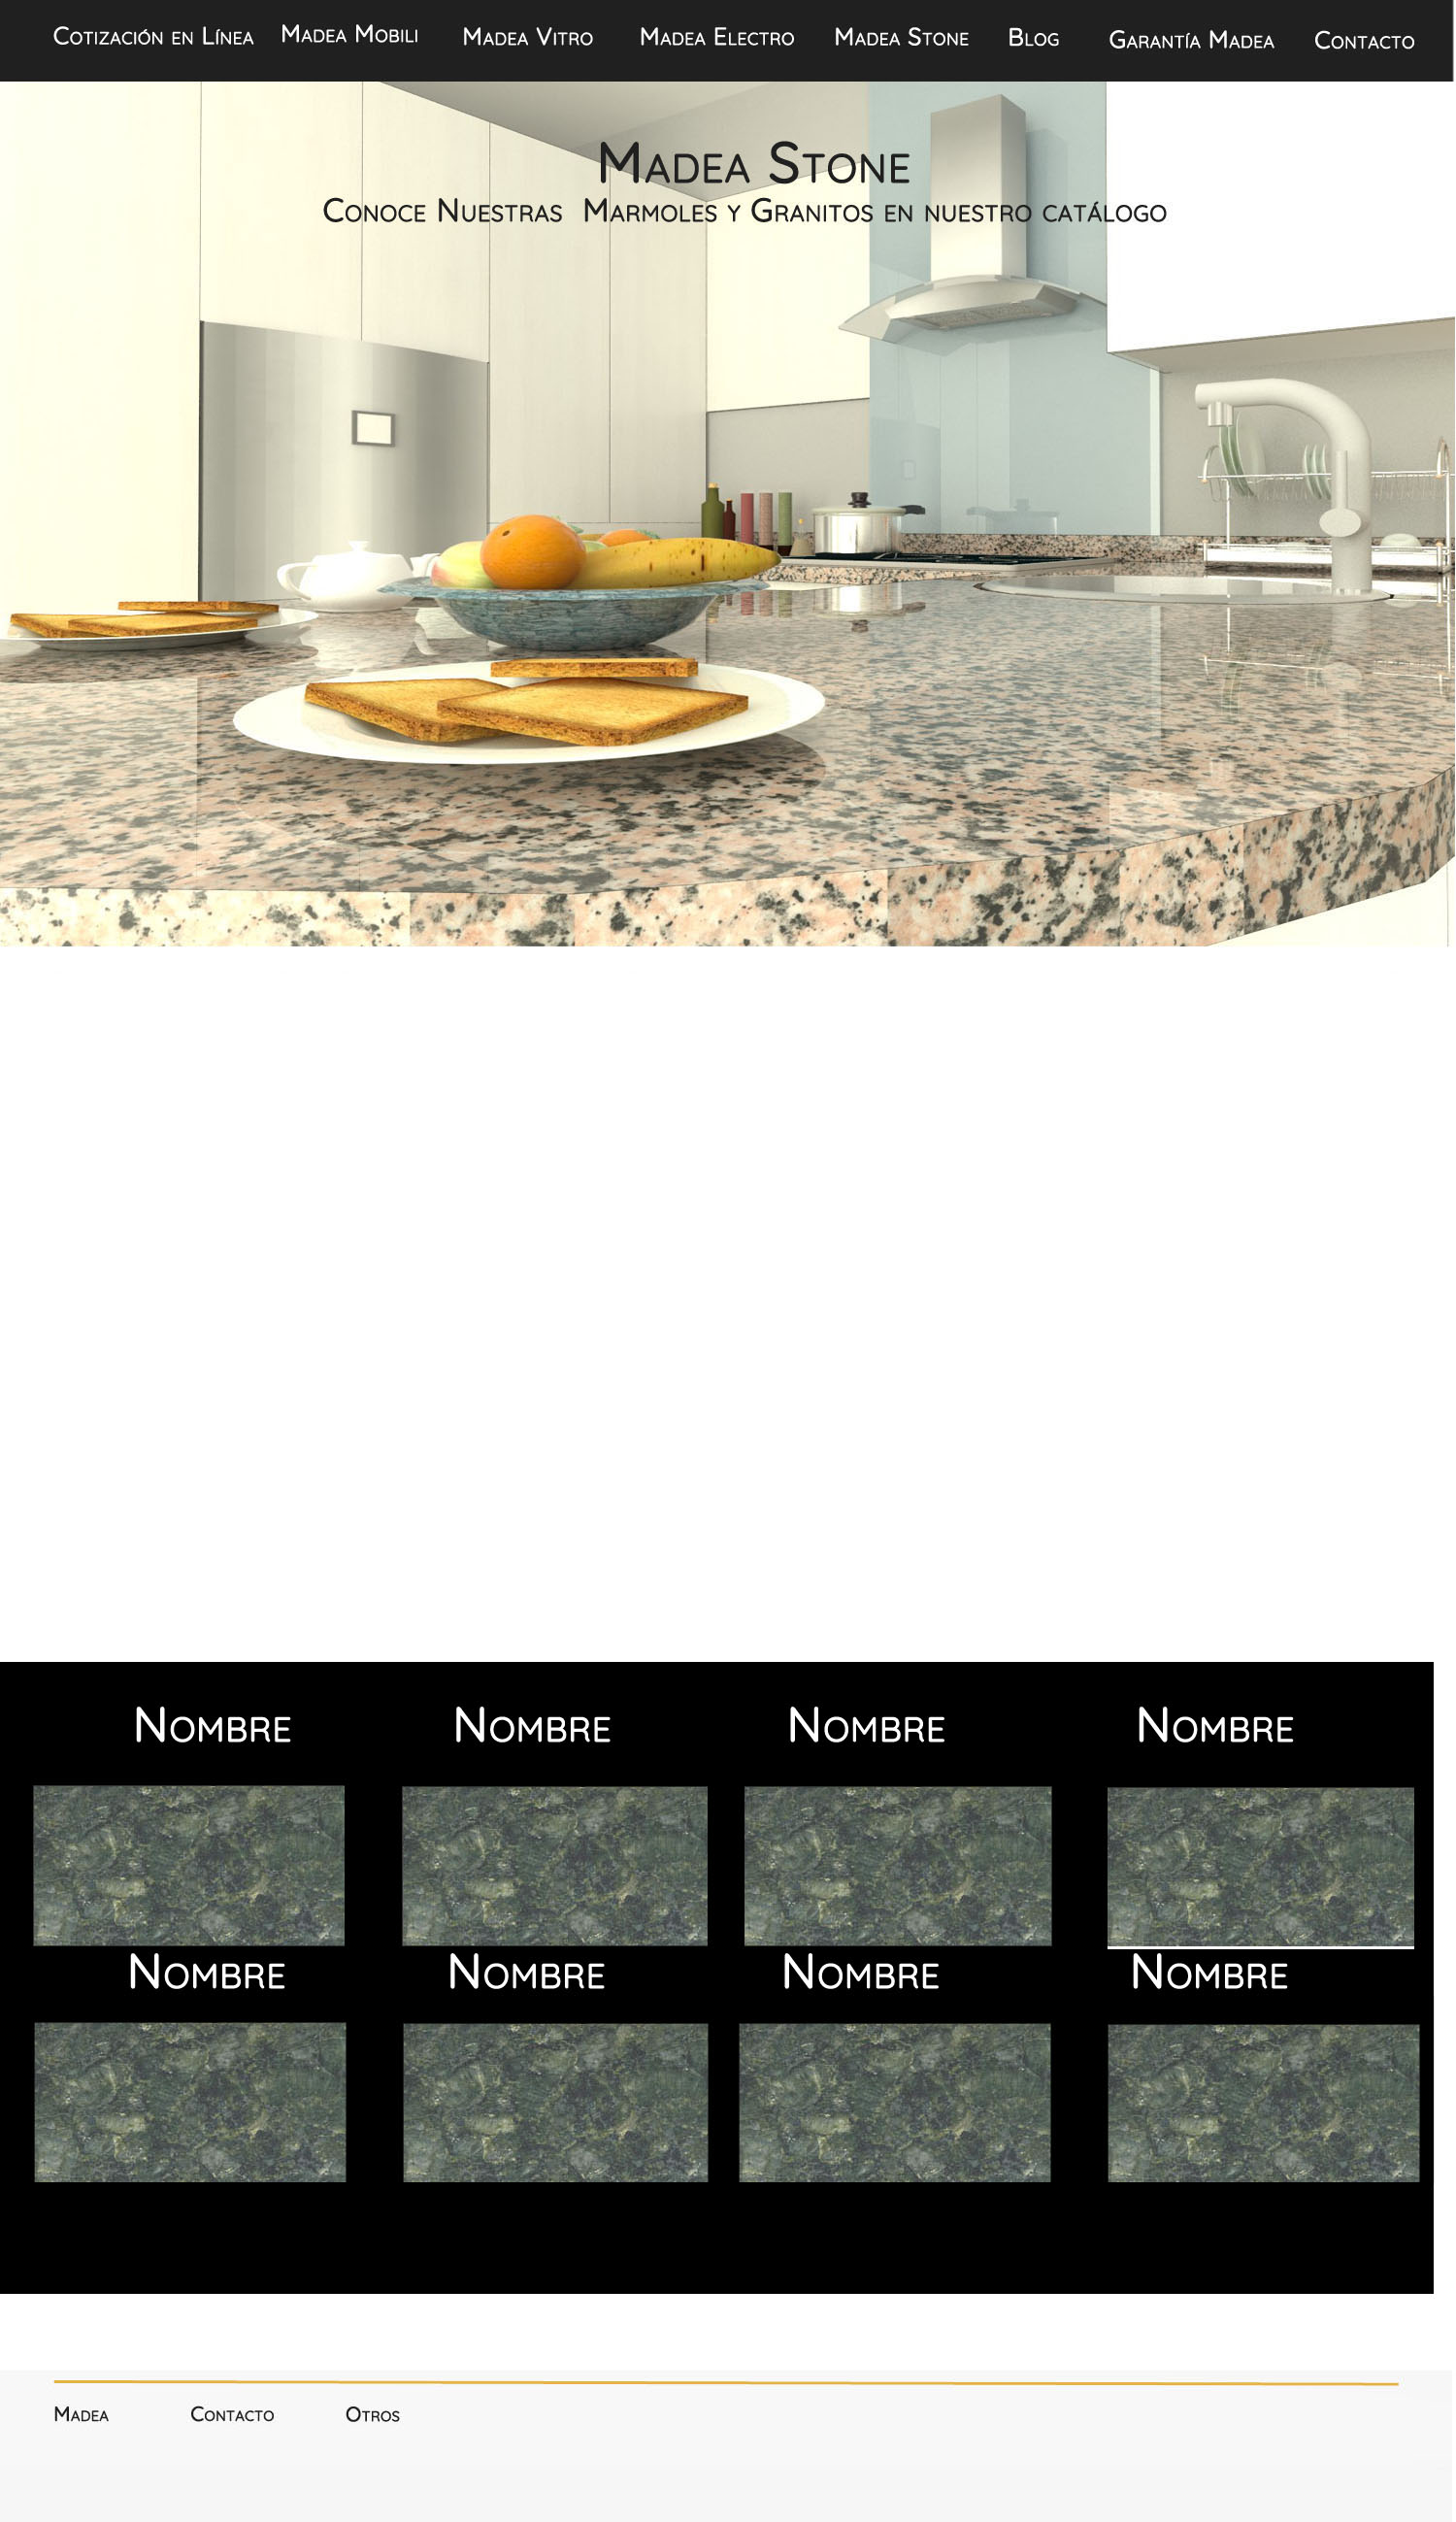 Cotización en Línea Madea Mobili Madea Vitro Madea Electro Madea Stone Blog Garantía Madea Contacto
Madea Stone
Conoce Nuestras Marmoles y Granitos en nuestro catálogo
Nombre Nombre Nombre Nombre
Nombre Nombre Nombre Nombre
Madea Contacto Otros